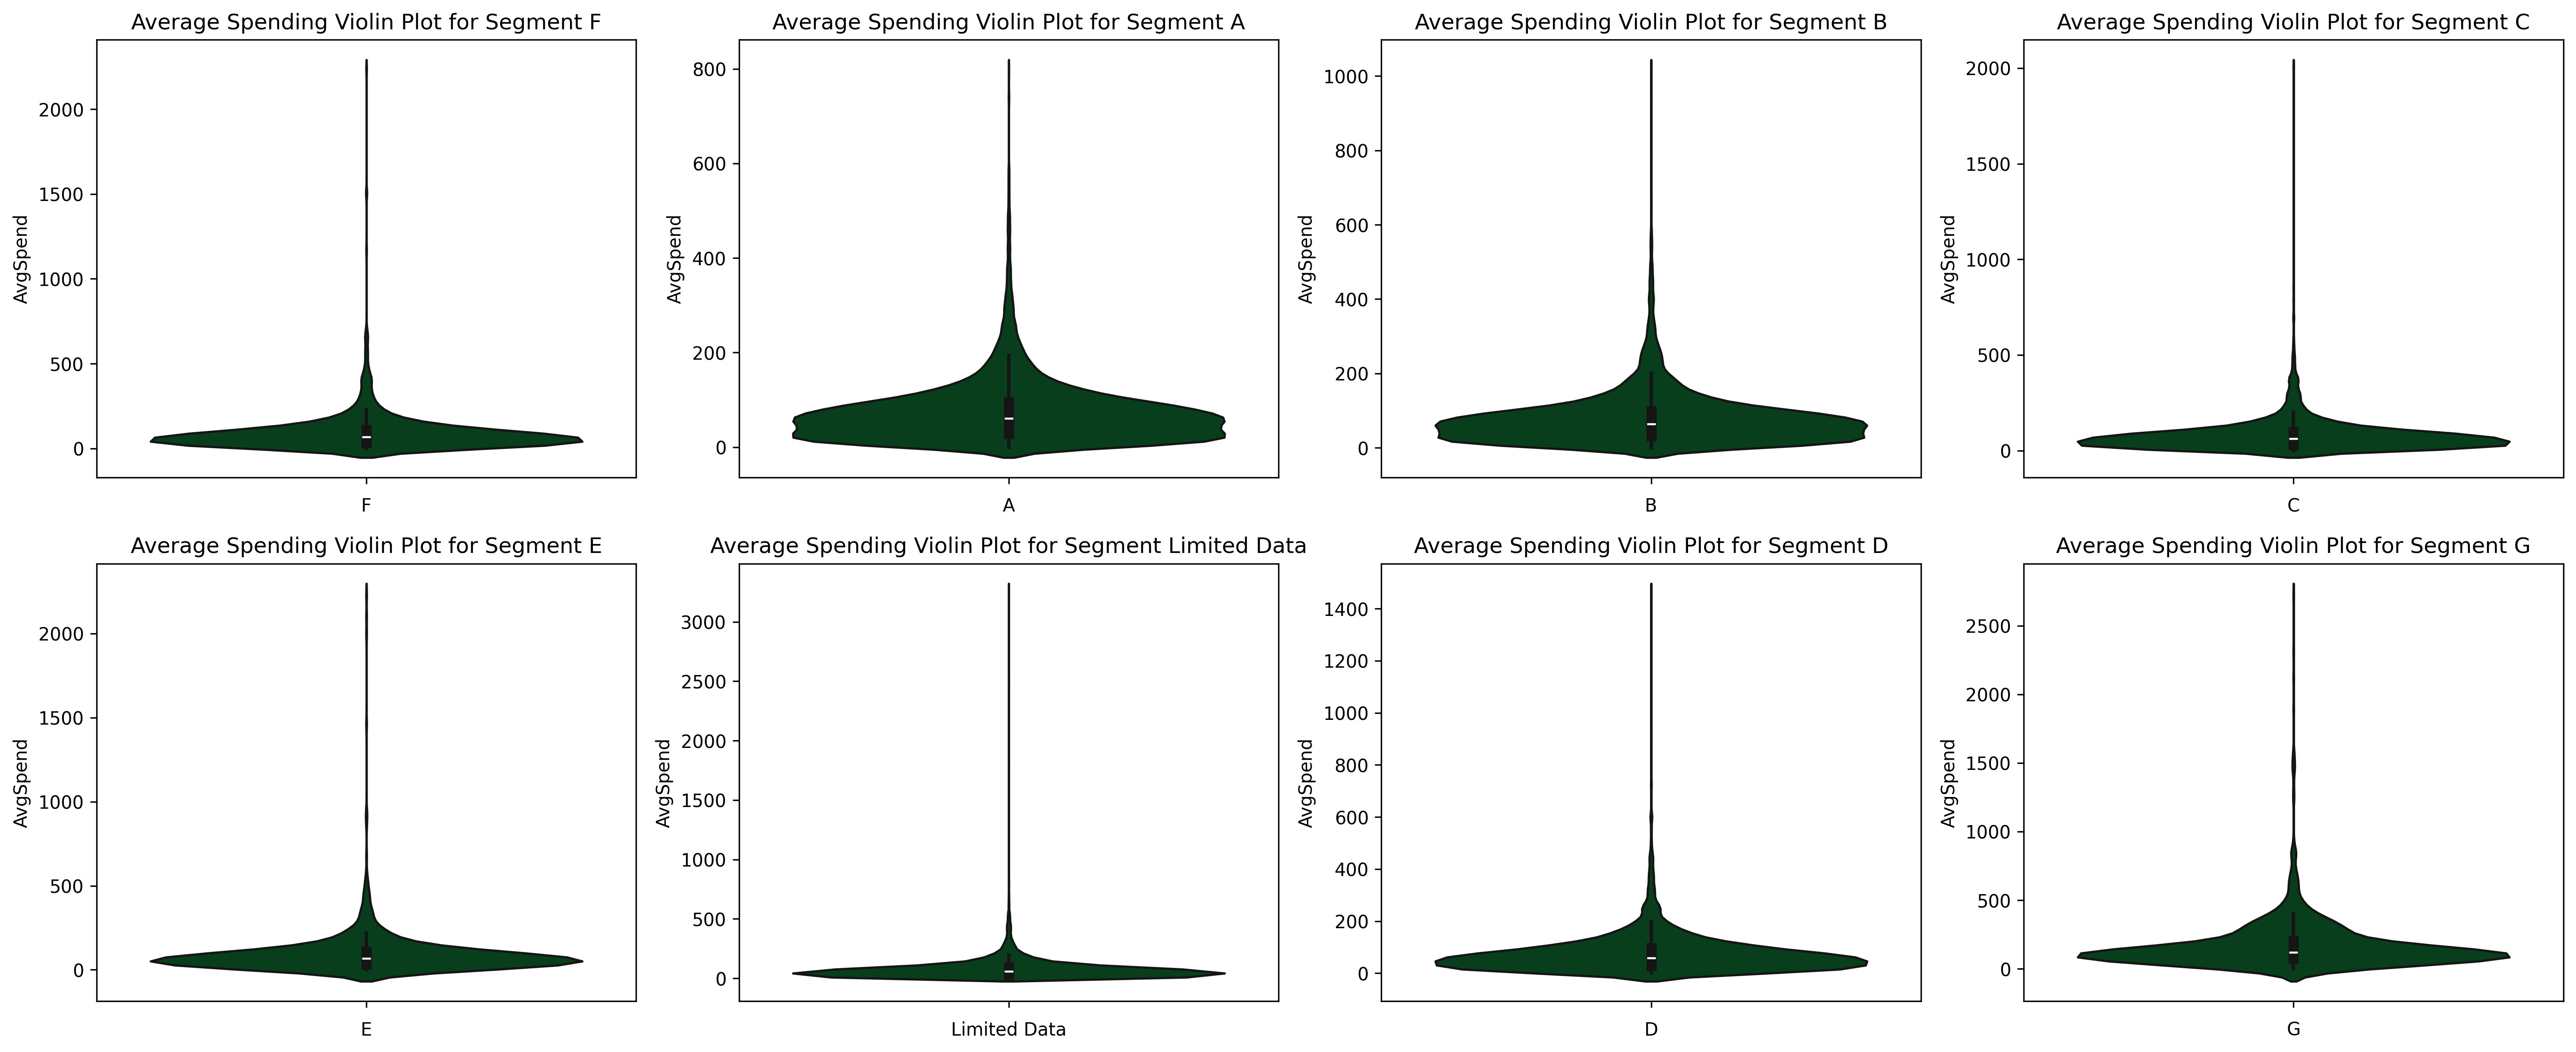 Average Spending Violin Plot for Segment F
AvgSpend
2000
1500
1000
500
0
F
Average Spending Violin Plot for Segment A
AvgSpend
800
600
400
200
0
A
Average Spending Violin Plot for Segment B
AvgSpend
1000
800
600
400
200
0
B
Average Spending Violin Plot for Segment C
AvgSpend
2000
1500
1000
500
0
C
Average Spending Violin Plot for Segment E
AvgSpend
2000
1500
1000
500
0
E
Average Spending Violin Plot for Segment Limited Data
AvgSpend
3000
2500
2000
1500
1000
500
0
Limited Data
Average Spending Violin Plot for Segment D
AvgSpend
1400
1200
1000
800
600
400
200
0
D
Average Spending Violin Plot for Segment G
AvgSpend
2500
2000
1500
1000
500
0
G